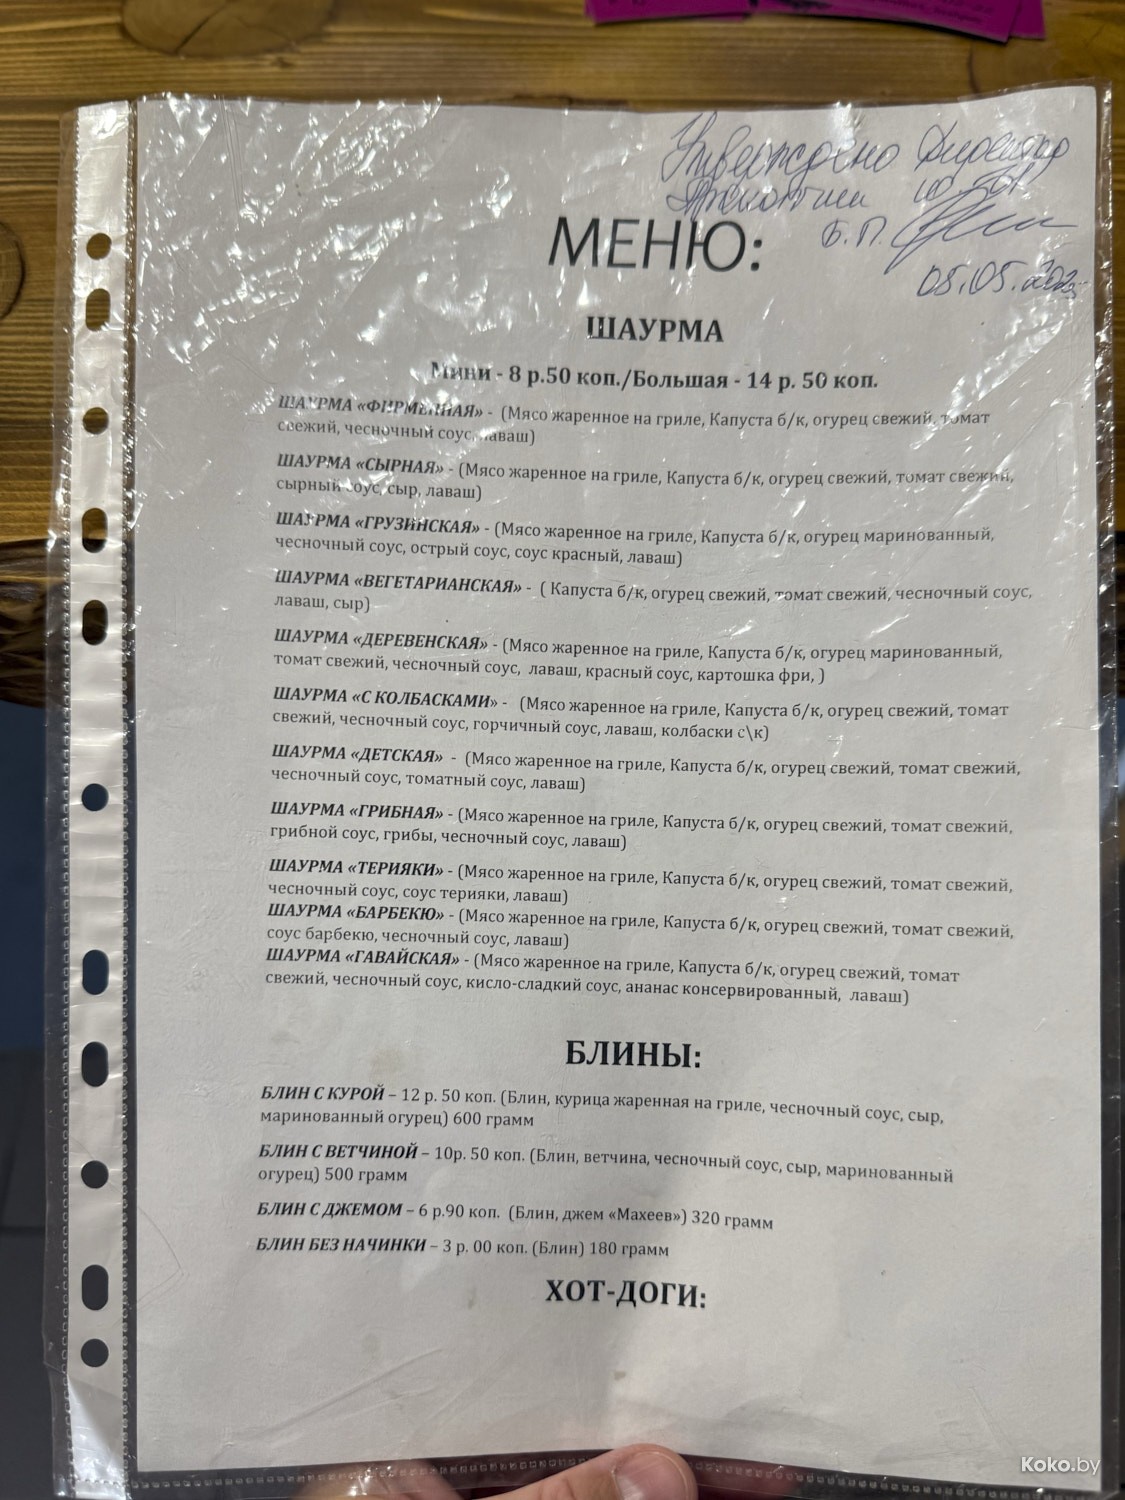 Утверждено Директор
Б.П.
05.05.202
МЕНЮ:
ШАУРМА
Мини - 8 р.50 коп./Большая - 14 р. 50 коп.
ШАУРМА «ФИРМЕННАЯ» - (Мясо жаренное на гриле, Капуста б/к, огурец свежий, томат
свежий, чесночный соус, лаваш)
ШАУРМА «СЫРНАЯ» - (Мясо жаренное на гриле, Капуста б/к, огурец свежий, томат свежий,
сырный соус, сыр, лаваш)
ШАУРМА «ГРУЗИНСКАЯ» - (Мясо жаренное на гриле, Капуста б/к, огурец маринованный,
чесночный соус, острый соус, соус красный, лаваш)
ШАУРМА «ВЕГЕТАРИАНСКАЯ» - ( Капуста б/к, огурец свежий, томат свежий, чесночный соус,
лаваш, сыр)
ШАУРМА «ДЕРЕВЕНСКАЯ» - (Мясо жаренное на гриле, Капуста б/к, огурец маринованный,
томат свежий, чесночный соус, лаваш, красный соус, картошка фри, )
ШАУРМА «С КОЛБАСКАМИ» - (Мясо жаренное на гриле, Капуста б/к, огурец свежий, томат
свежий, чесночный соус, горчичный соус, лаваш, колбаски с\к)
ШАУРМА «ДЕТСКАЯ» - (Мясо жаренное на гриле, Капуста б/к, огурец свежий, томат свежий,
чесночный соус, томатный соус, лаваш)
ШАУРМА «ГРИБНАЯ» - (Мясо жаренное на гриле, Капуста б/к, огурец свежий, томат свежий,
грибной соус, грибы, чесночный соус, лаваш)
ШАУРМА «ТЕРИЯКИ» - (Мясо жаренное на гриле, Капуста б/к, огурец свежий, томат свежий,
чесночный соус, соус терияки, лаваш)
ШАУРМА «БАРБЕКЮ» - (Мясо жаренное на гриле, Капуста б/к, огурец свежий, томат свежий,
соус барбекю, чесночный соус, лаваш)
ШАУРМА «ГАВАЙСКАЯ» - (Мясо жаренное на гриле, Капуста б/к, огурец свежий, томат
свежий, чесночный соус, кисло-сладкий соус, ананас консервированный, лаваш)
БЛИНЫ:
БЛИН С КУРОЙ – 12 р. 50 коп. (Блин, курица жаренная на гриле, чесночный соус, сыр,
маринованный огурец) 600 грамм
БЛИН С ВЕТЧИНОЙ – 10р. 50 коп. (Блин, ветчина, чесночный соус, сыр, маринованный
огурец) 500 грамм
БЛИН С ДЖЕМОМ – 6 р.90 коп. (Блин, джем «Махеев») 320 грамм
БЛИН БЕЗ НАЧИНКИ – 3 р. 00 коп. (Блин) 180 грамм
ХОТ-ДОГИ:
Koko.by